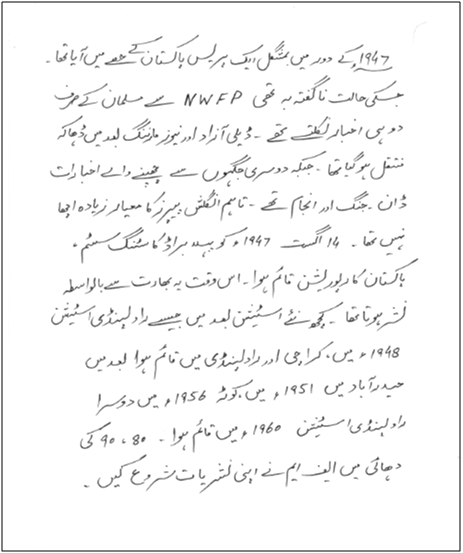 1947ء کے دور میں بمشکل ایک پریس پاکستان کے حصے میں آیا تھا۔
جسکی حالت ناگفتہ بہ تھی NWFP سے مسلمان کے صرف
دو ہی اخبار نکلتے تھے۔ ڈیلی آزاد اور نیوز مارننگ بعد میں ڈھاکہ
منتقل ہو گیا تھا۔ جبکہ دوسری جگہوں سے چھپنے والے اخبارات
ڈان۔ جنگ اور انجام تھے۔ تاہم انگلش پیپرز کا معیار زیادہ اچھا
نہیں تھا۔ 14 اگست 1947ء کو پہلا براڈ کاسٹنگ سسٹم۔
پاکستان کارپوریشن قائم ہوا۔ اس وقت یہ بھارت سے بالواسطہ
نشر ہوتا تھا۔ کچھ نئے اسٹیشن بعد میں جیسے راولپنڈی اسٹیشن
1948ء میں، کراچی اور راولپنڈی میں قائم ہوا بعد میں
حیدرآباد میں 1951ء میں، کوئٹہ 1956ء میں دوسرا
راولپنڈی اسٹیشن 1960ء میں قائم ہوا۔ 80، 90 کی
دھائی میں ایف ایم نے اپنی نشریات شروع کیں۔